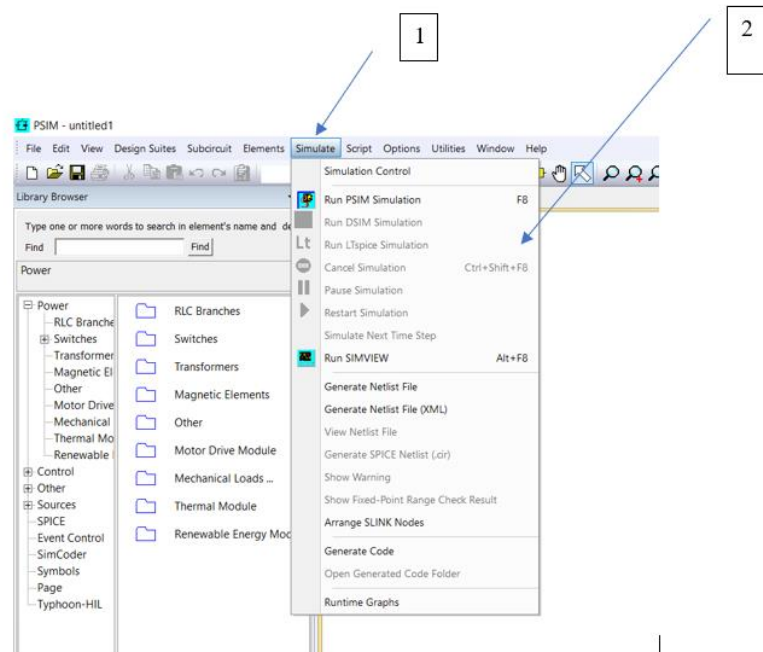 1
2
PSIM - untitled1
File Edit View Design Suites Subcircuit Elements Simulate Script Options Utilities Window Help
Library Browser
Type one or more words to search in element's name and de
Find Find
Power
Power
RLC Branche
Switches
Transformer
Magnetic El
Other
Motor Drive
Mechanical
Thermal Mo
Renewable
Control
Other
Sources
SPICE
Event Control
SimCoder
Symbols
Page
Typhoon-HIL
RLC Branches
Switches
Transformers
Magnetic Elements
Other
Motor Drive Module
Mechanical Loads ...
Thermal Module
Renewable Energy Moc
Simulation Control
Run PSIM Simulation F8
Run DSIM Simulation
Lt Run LTspice Simulation
Cancel Simulation Ctrl+Shift+F8
Pause Simulation
Restart Simulation
Simulate Next Time Step
Run SIMVIEW Alt+F8
Generate Netlist File
Generate Netlist File (XML)
View Netlist File
Generate SPICE Netlist (.cir)
Show Warning
Show Fixed-Point Range Check Result
Arrange SLINK Nodes
Generate Code
Open Generated Code Folder
Runtime Graphs